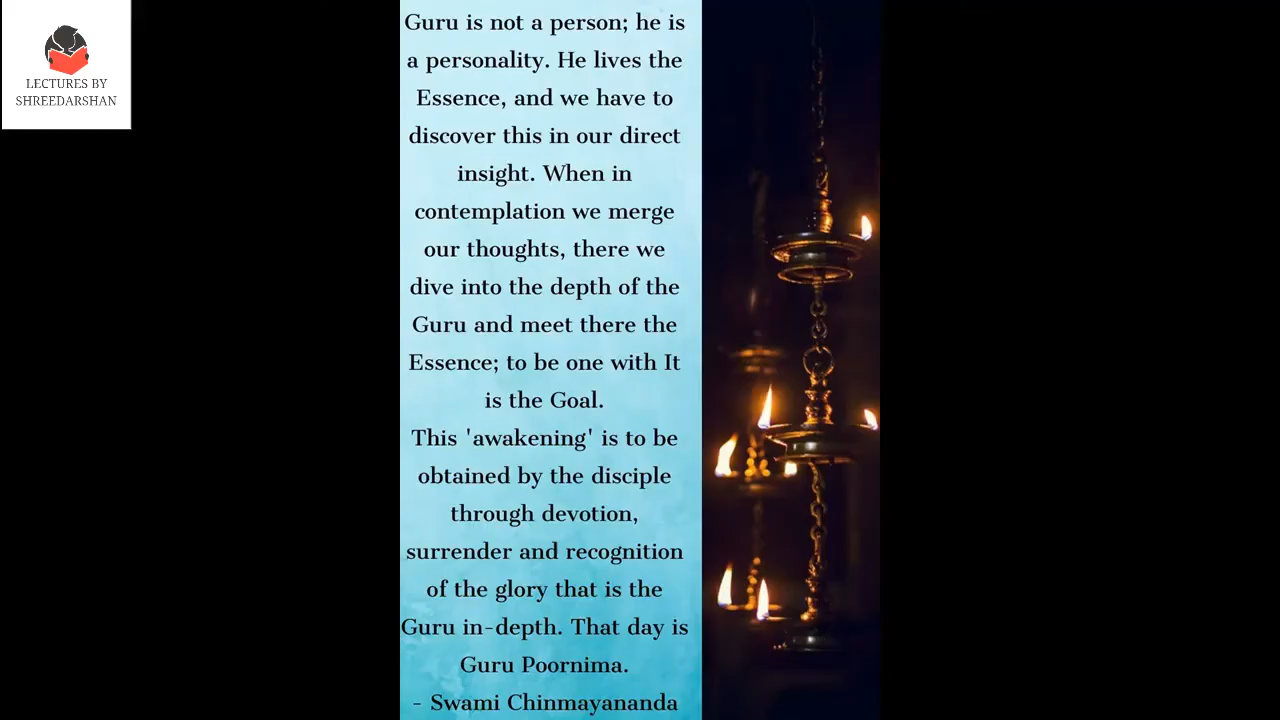 LECTURES BY
SHREEDARSHAN
Guru is not a person; he is
a personality. He lives the
Essence, and we have to
discover this in our direct
insight. When in
contemplation we merge
our thoughts, there we
dive into the depth of the
Guru and meet there the
Essence; to be one with It
is the Goal.
This 'awakening' is to be
obtained by the disciple
through devotion,
surrender and recognition
of the glory that is the
Guru in-depth. That day is
Guru Poornima.
- Swami Chinmayananda